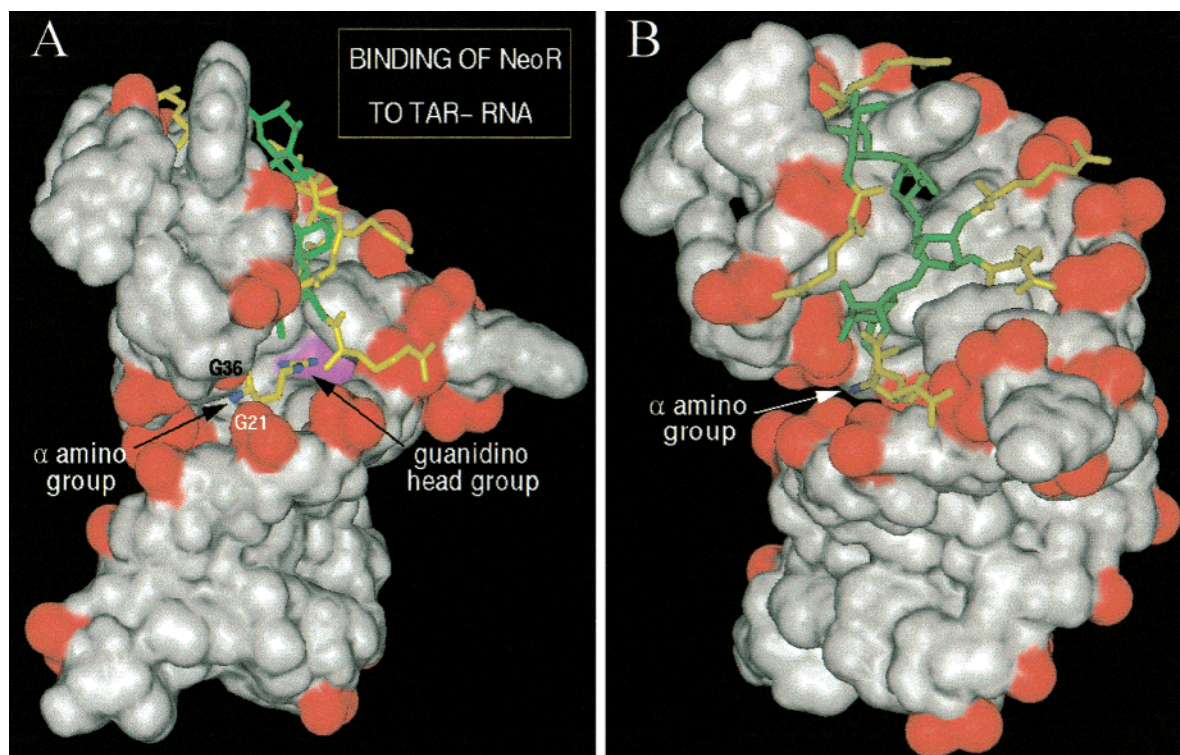 A
BINDING OF NeoR
TO TAR- RNA
G36
G21
α amino
group
guanidino
head group
B
α amino
group